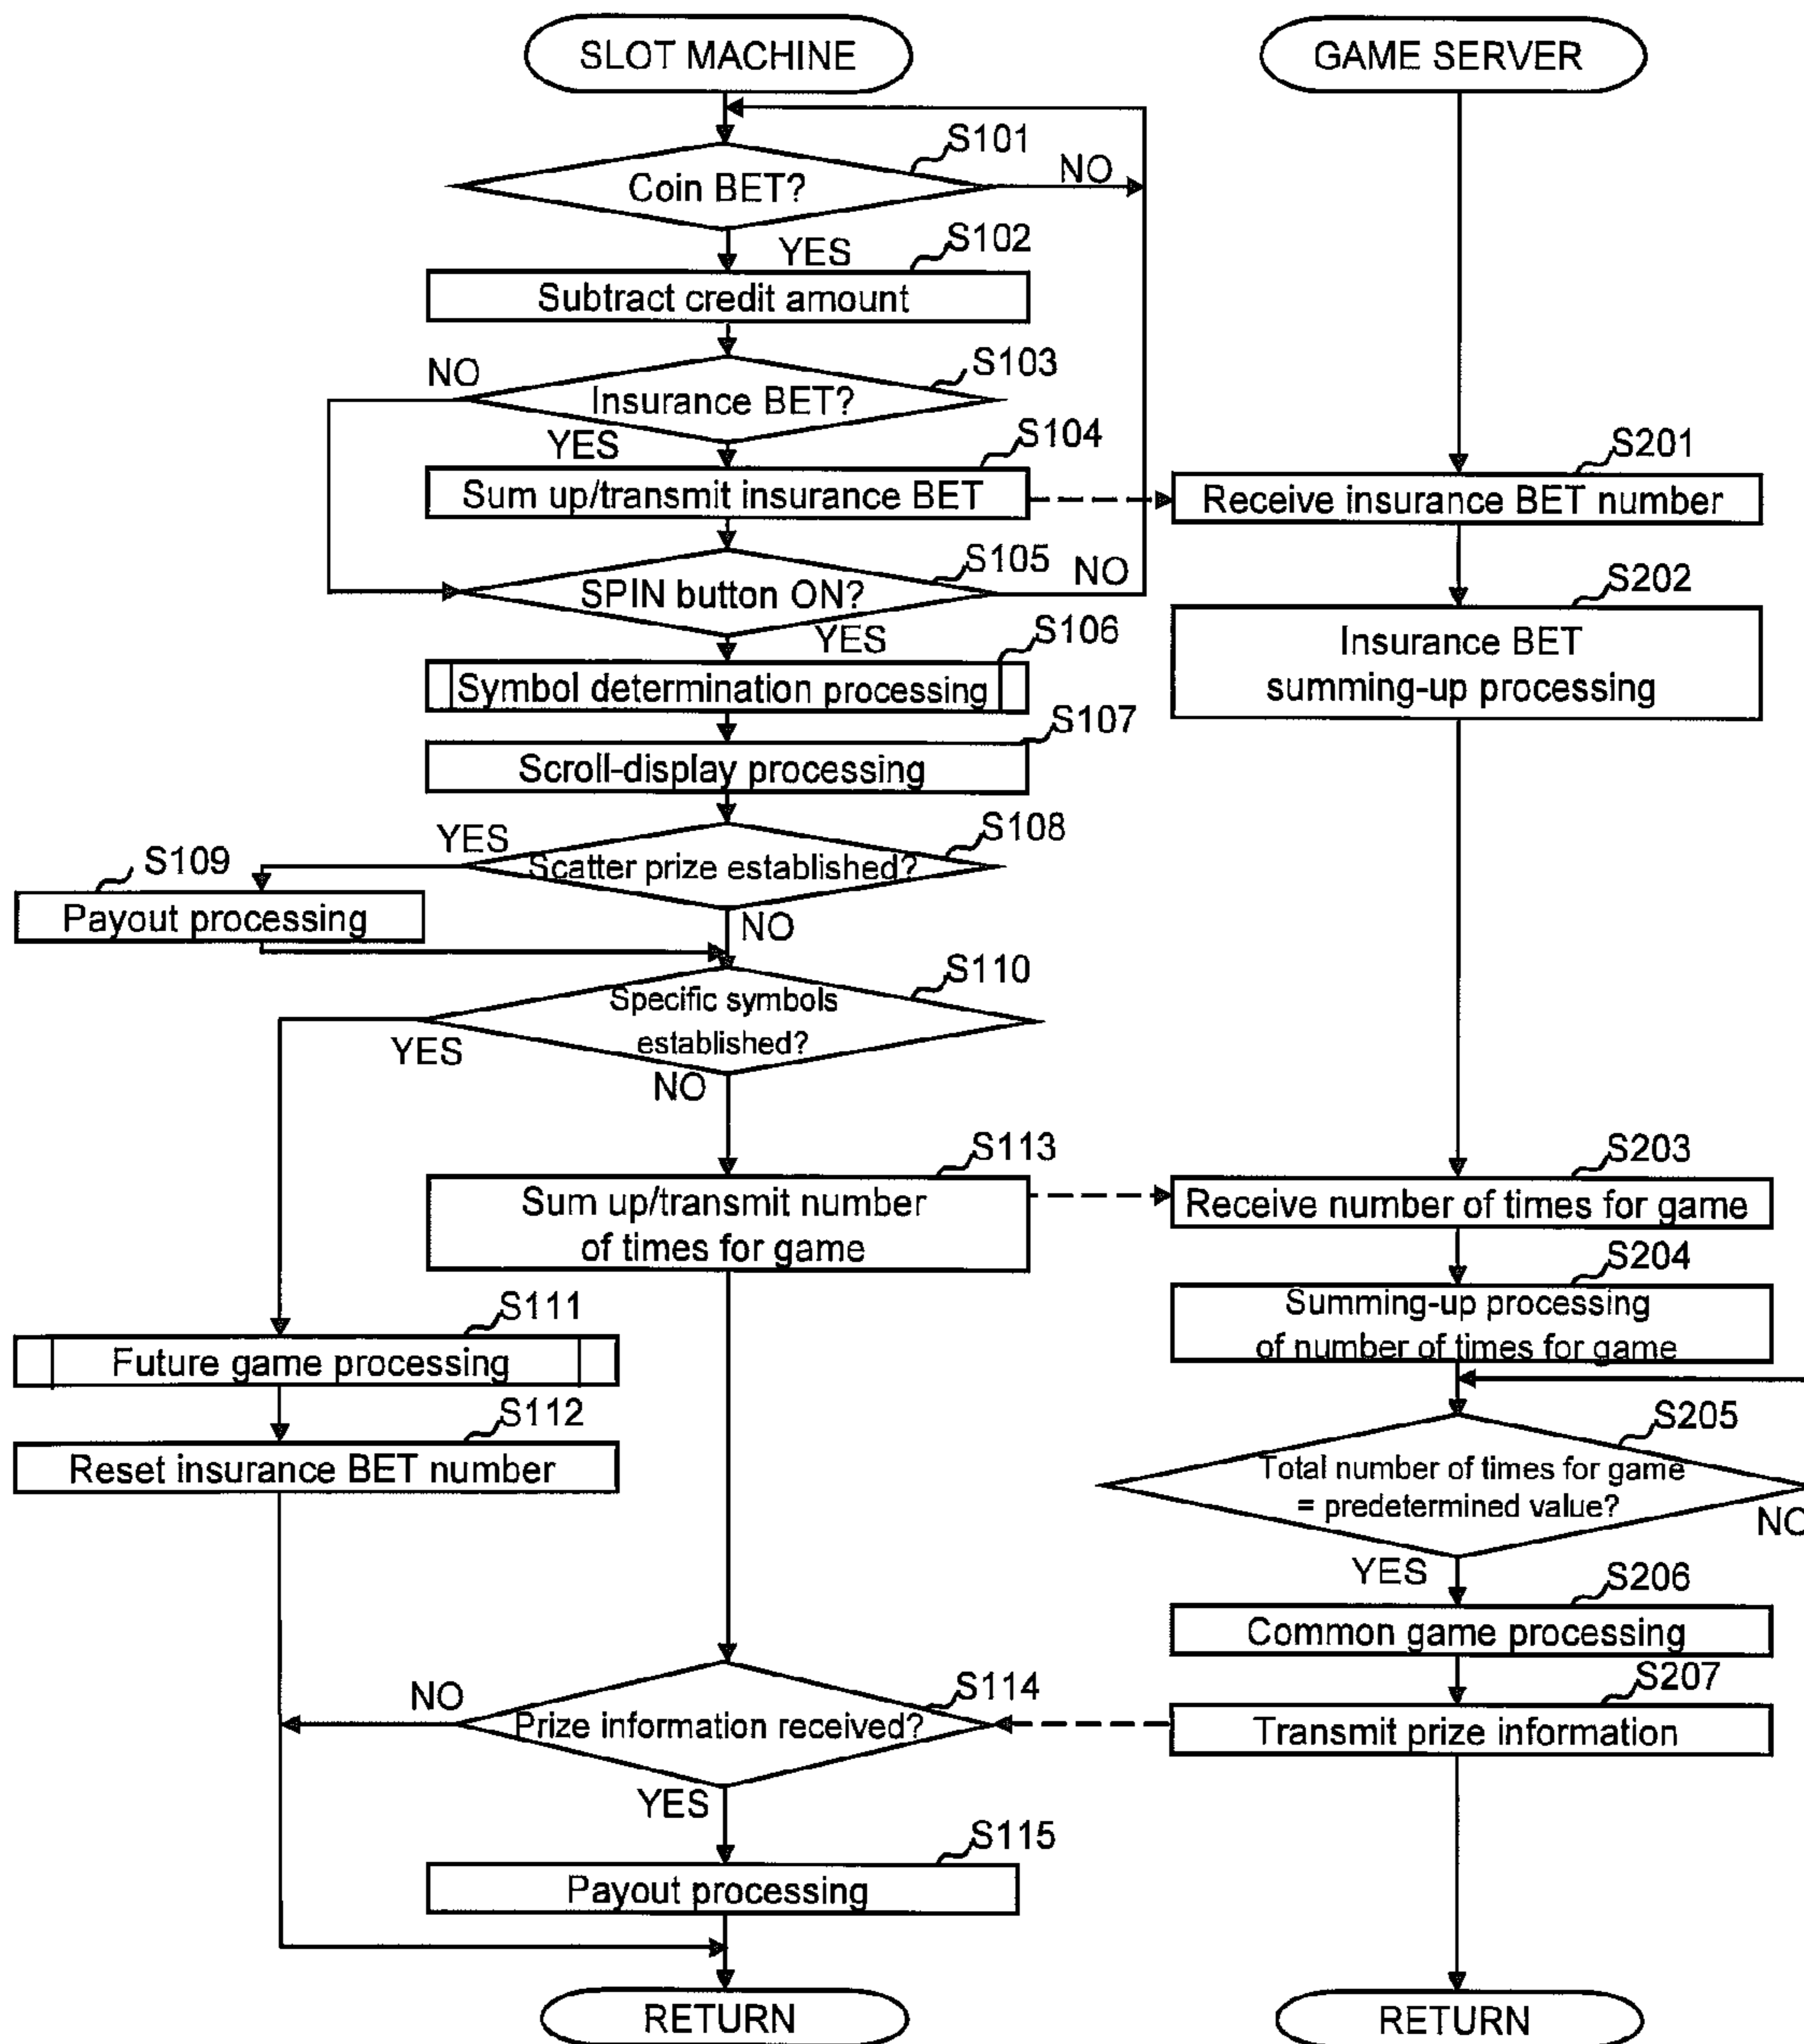 SLOT MACHINE
GAME SERVER
S101
Coin BET?
NO
YES
S102
Subtract credit amount
S103
NO
Insurance BET?
YES
S104
Sum up/transmit insurance BET
S201
Receive insurance BET number
S105
SPIN button ON?
NO
YES
S202
Insurance BET
summing-up processing
S106
Symbol determination processing
S107
Scroll-display processing
S108
YES
Scatter prize established?
NO
S109
Payout processing
S110
Specific symbols
established?
YES
NO
S113
Sum up/transmit number
of times for game
S203
Receive number of times for game
S204
Summing-up processing
of number of times for game
S111
Future game processing
S112
Reset insurance BET number
S205
Total number of times for game
= predetermined value?
NO
YES
S206
Common game processing
S207
Transmit prize information
S114
NO
Prize information received?
YES
S115
Payout processing
RETURN
RETURN